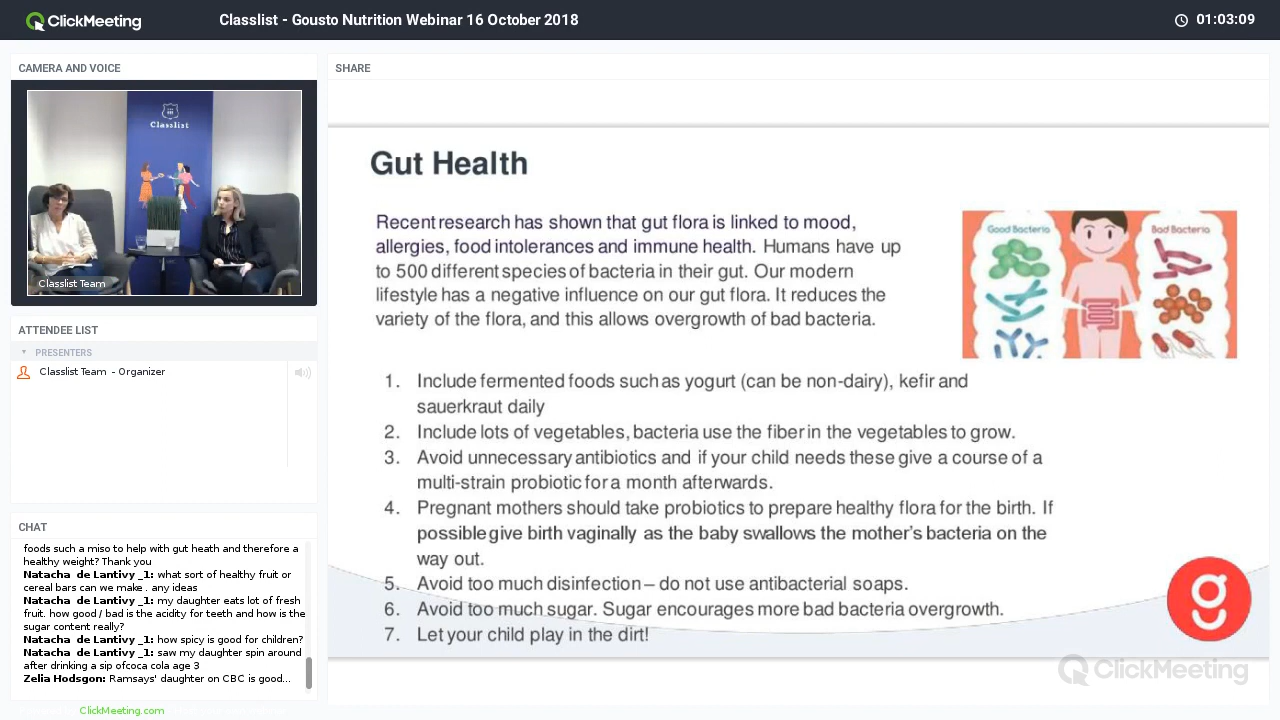 ClickMeeting
Classlist - Gousto Nutrition Webinar 16 October 2018
01:03:09
CAMERA AND VOICE
Classlist
Classlist Team
ATTENDEE LIST
PRESENTERS
Classlist Team - Organizer
CHAT
foods such a miso to help with gut heath and therefore a
healthy weight? Thank you
Natacha de Lantivy _1: what sort of healthy fruit or
cereal bars can we make . any ideas
Natacha de Lantivy _1: my daughter eats lot of fresh
fruit. how good / bad is the acidity for teeth and how is the
sugar content really?
Natacha de Lantivy _1: how spicy is good for children?
Natacha de Lantivy _1: saw my daughter spin around
after drinking a sip ofcoca cola age 3
Zelia Hodsgon: Ramsays' daughter on CBC is good...
ClickMeeting.com
SHARE
Gut Health
Recent research has shown that gut flora is linked to mood,
allergies, food intolerances and immune health. Humans have up
to 500 different species of bacteria in their gut. Our modern
lifestyle has a negative influence on our gut flora. It reduces the
variety of the flora, and this allows overgrowth of bad bacteria.
Good Bacteria
Bad Bacteria
1. Include fermented foods such as yogurt (can be non-dairy), kefir and
sauerkraut daily
2. Include lots of vegetables, bacteria use the fiber in the vegetables to grow.
3. Avoid unnecessary antibiotics and if your child needs these give a course of a
multi-strain probiotic for a month afterwards.
4. Pregnant mothers should take probiotics to prepare healthy flora for the birth. If
possible give birth vaginally as the baby swallows the mother's bacteria on the
way out.
5. Avoid too much disinfection – do not use antibacterial soaps.
6. Avoid too much sugar. Sugar encourages more bad bacteria overgrowth.
7. Let your child play in the dirt!
g
ClickMeeting